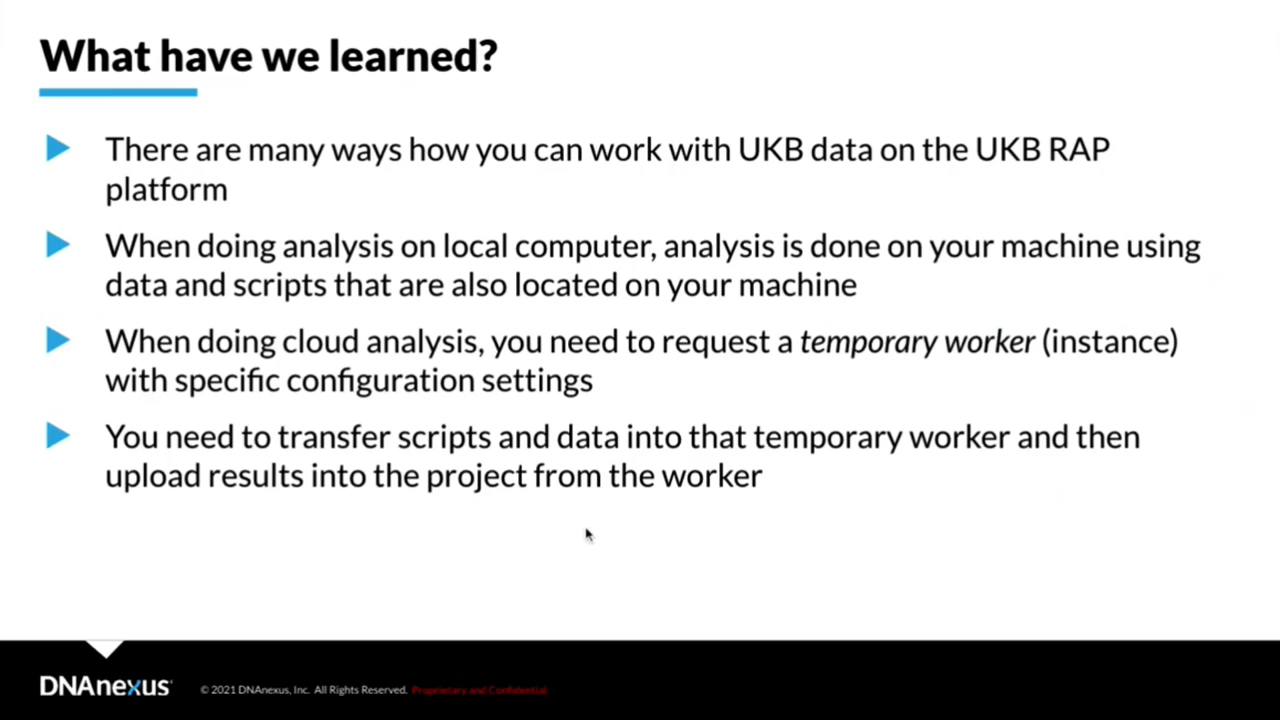 What have we learned?
There are many ways how you can work with UKB data on the UKB RAP
platform
When doing analysis on local computer, analysis is done on your machine using
data and scripts that are also located on your machine
When doing cloud analysis, you need to request a temporary worker (instance)
with specific configuration settings
You need to transfer scripts and data into that temporary worker and then
upload results into the project from the worker
DNAnexus
© 2021 DNAnexus, Inc. All Rights Reserved. Proprietary and Confidential